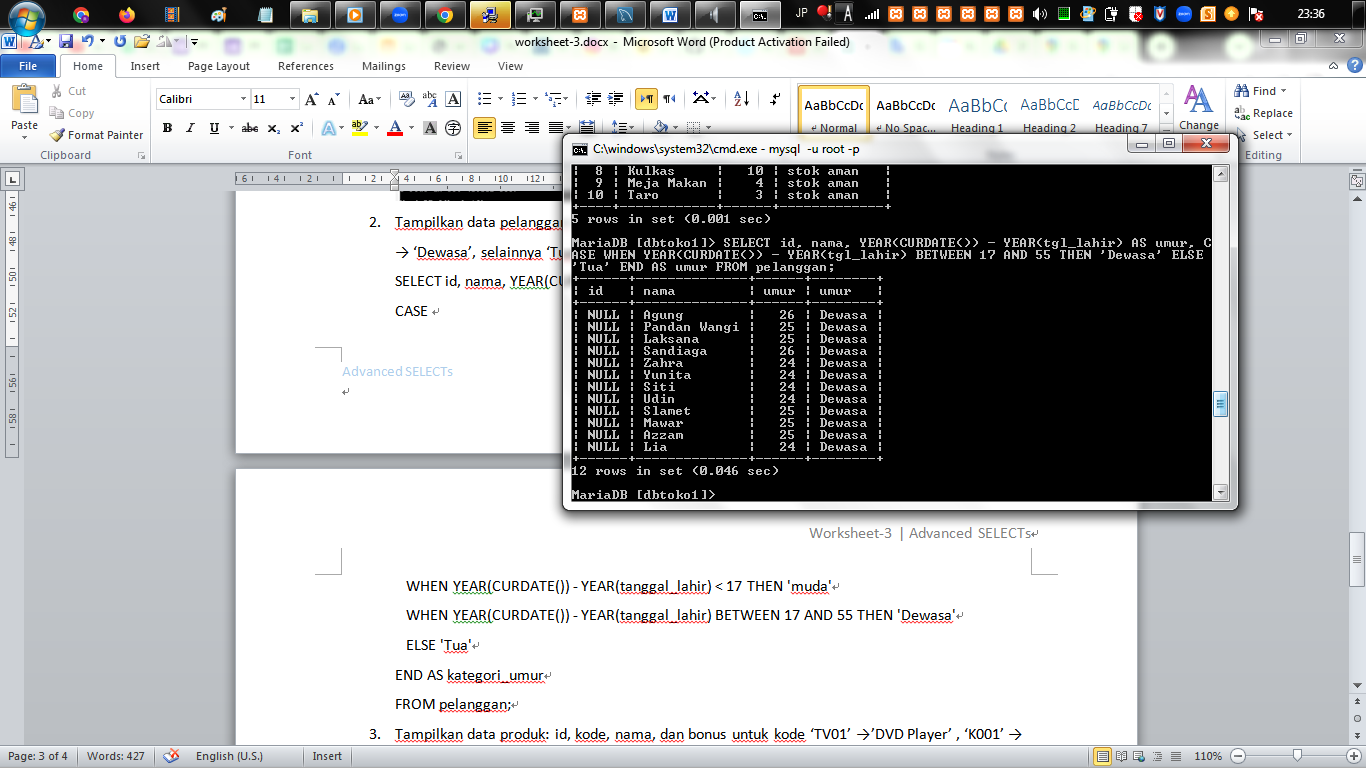 JP
A
23:36
worksheet-3.docx - Microsoft Word (Product Activation Failed)
File Home Insert Page Layout References Mailings Review View
Cut
Copy
Format Painter
Paste
Clipboard
Calibri 11
Font
AaBbCcDc AaBbCcDc AaBbC AaBbCcD AaBbCcDc
Normal No Spac... Heading 1 Heading 2 Heading 7
Change
Find
Replace
Select
Editing
C:\windows\system32\cmd.exe - mysql -u root -p
| 8 | Kulkas | 10 | stok aman |
| 9 | Meja Makan | 4 | stok aman |
| 10 | Taro | 3 | stok aman |
5 rows in set (0.001 sec)
MariaDB [dbtoko1]> SELECT id, nama, YEAR(CURDATE()) - YEAR(tgl_lahir) AS umur, C
ASE WHEN YEAR(CURDATE()) - YEAR(tgl_lahir) BETWEEN 17 AND 55 THEN 'Dewasa' ELSE
'Tua' END AS umur FROM pelanggan;
| id | nama | umur | umur |
| NULL | Agung | 26 | Dewasa |
| NULL | Pandan Wangi | 25 | Dewasa |
| NULL | Laksana | 25 | Dewasa |
| NULL | Sandiaga | 26 | Dewasa |
| NULL | Zahra | 24 | Dewasa |
| NULL | Yunita | 24 | Dewasa |
| NULL | Siti | 24 | Dewasa |
| NULL | Udin | 24 | Dewasa |
| NULL | Slamet | 25 | Dewasa |
| NULL | Mawar | 25 | Dewasa |
| NULL | Azzam | 25 | Dewasa |
| NULL | Lia | 24 | Dewasa |
12 rows in set (0.046 sec)
MariaDB [dbtoko1]>
2. Tampilkan data pelanggan
→ ‘Dewasa’, selainnya ‘Tu
SELECT id, nama, YEAR(CU
CASE
Advanced SELECTs
Worksheet-3 | Advanced SELECTs
WHEN YEAR(CURDATE()) - YEAR(tanggal_lahir) < 17 THEN 'muda'
WHEN YEAR(CURDATE()) - YEAR(tanggal_lahir) BETWEEN 17 AND 55 THEN 'Dewasa'
ELSE 'Tua'
END AS kategori_umur
FROM pelanggan;
3. Tampilkan data produk: id, kode, nama, dan bonus untuk kode ‘TV01’ →’DVD Player’ , ‘K001’ →
Page: 3 of 4 Words: 427 English (U.S.) Insert 110%